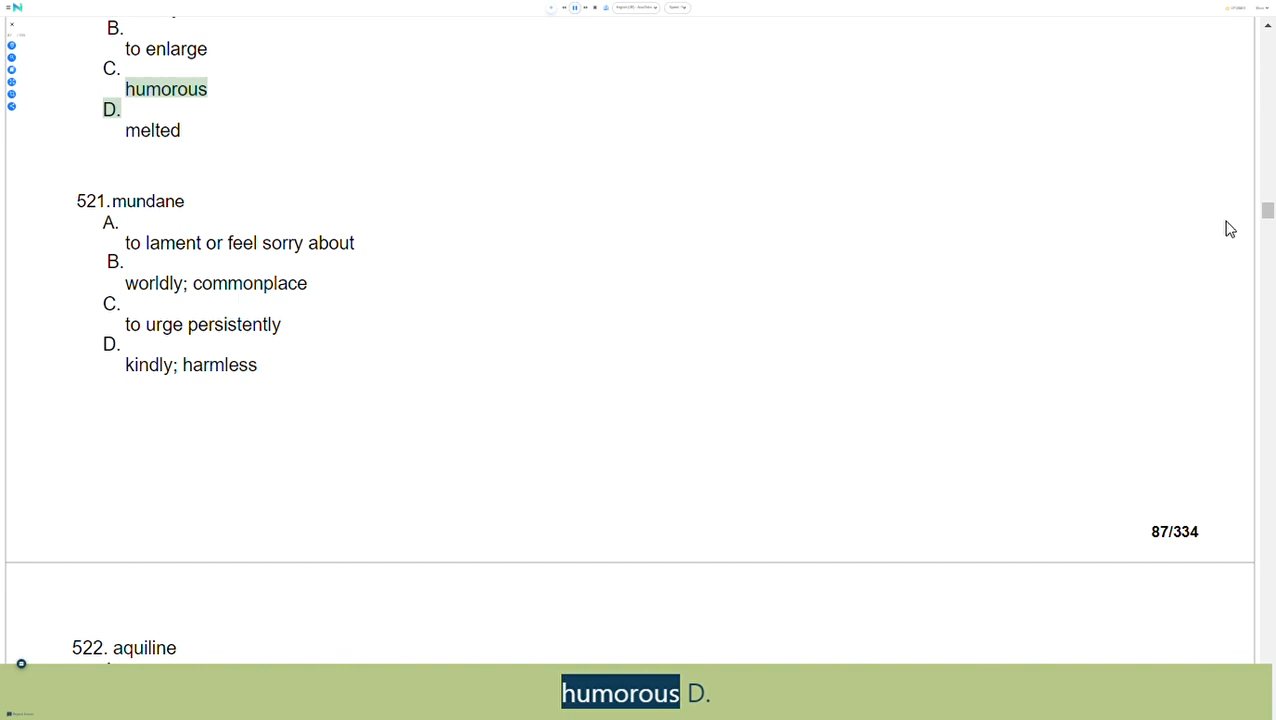 B.
to enlarge
C.
humorous
D.
melted
521.mundane
A.
to lament or feel sorry about
B.
worldly; commonplace
C.
to urge persistently
D.
kindly; harmless
87/334
522. aquiline
humorous D.